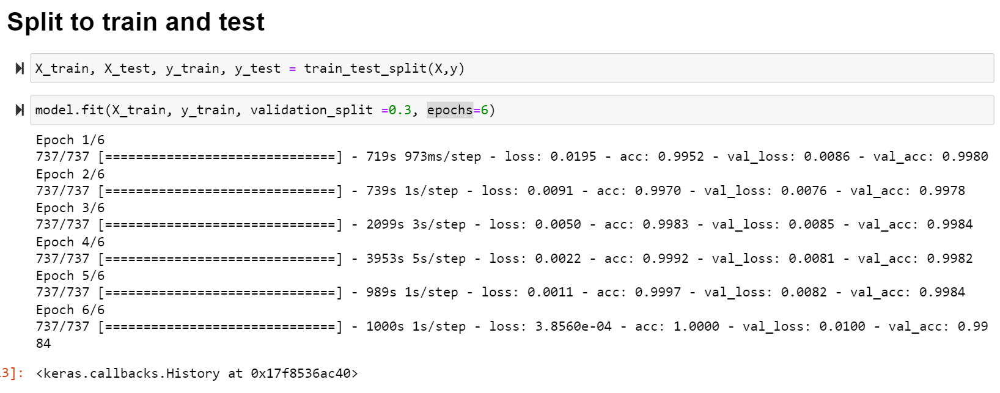 Split to train and test
X_train, X_test, y_train, y_test = train_test_split(X,y)
model.fit(X_train, y_train, validation_split =0.3, epochs=6)
Epoch 1/6
737/737 [==============================] - 719s 973ms/step - loss: 0.0195 - acc: 0.9952 - val_loss: 0.0086 - val_acc: 0.9980
Epoch 2/6
737/737 [==============================] - 739s 1s/step - loss: 0.0091 - acc: 0.9970 - val_loss: 0.0076 - val_acc: 0.9978
Epoch 3/6
737/737 [==============================] - 2099s 3s/step - loss: 0.0050 - acc: 0.9983 - val_loss: 0.0085 - val_acc: 0.9984
Epoch 4/6
737/737 [==============================] - 3953s 5s/step - loss: 0.0022 - acc: 0.9992 - val_loss: 0.0081 - val_acc: 0.9982
Epoch 5/6
737/737 [==============================] - 989s 1s/step - loss: 0.0011 - acc: 0.9997 - val_loss: 0.0082 - val_acc: 0.9984
Epoch 6/6
737/737 [==============================] - 1000s 1s/step - loss: 3.8560e-04 - acc: 1.0000 - val_loss: 0.0100 - val_acc: 0.99
84
3]: <keras.callbacks.History at 0x17f8536ac40>